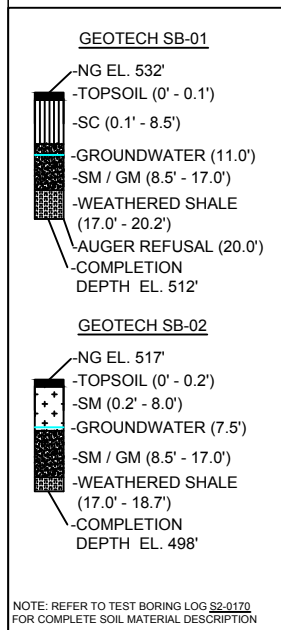 GEOTECH SB-01
-NG EL. 532'
-TOPSOIL (0' - 0.1')
-SC (0.1' - 8.5')
-GROUNDWATER (11.0')
-SM / GM (8.5' - 17.0')
-WEATHERED SHALE
(17.0' - 20.2')
-AUGER REFUSAL (20.0')
-COMPLETION
DEPTH EL. 512'
GEOTECH SB-02
-NG EL. 517'
-TOPSOIL (0' - 0.2')
-SM (0.2' - 8.0')
-GROUNDWATER (7.5')
-SM / GM (8.5' - 17.0')
-WEATHERED SHALE
(17.0' - 18.7')
-COMPLETION
DEPTH EL. 498'
NOTE: REFER TO TEST BORING LOG S2-0170
FOR COMPLETE SOIL MATERIAL DESCRIPTION